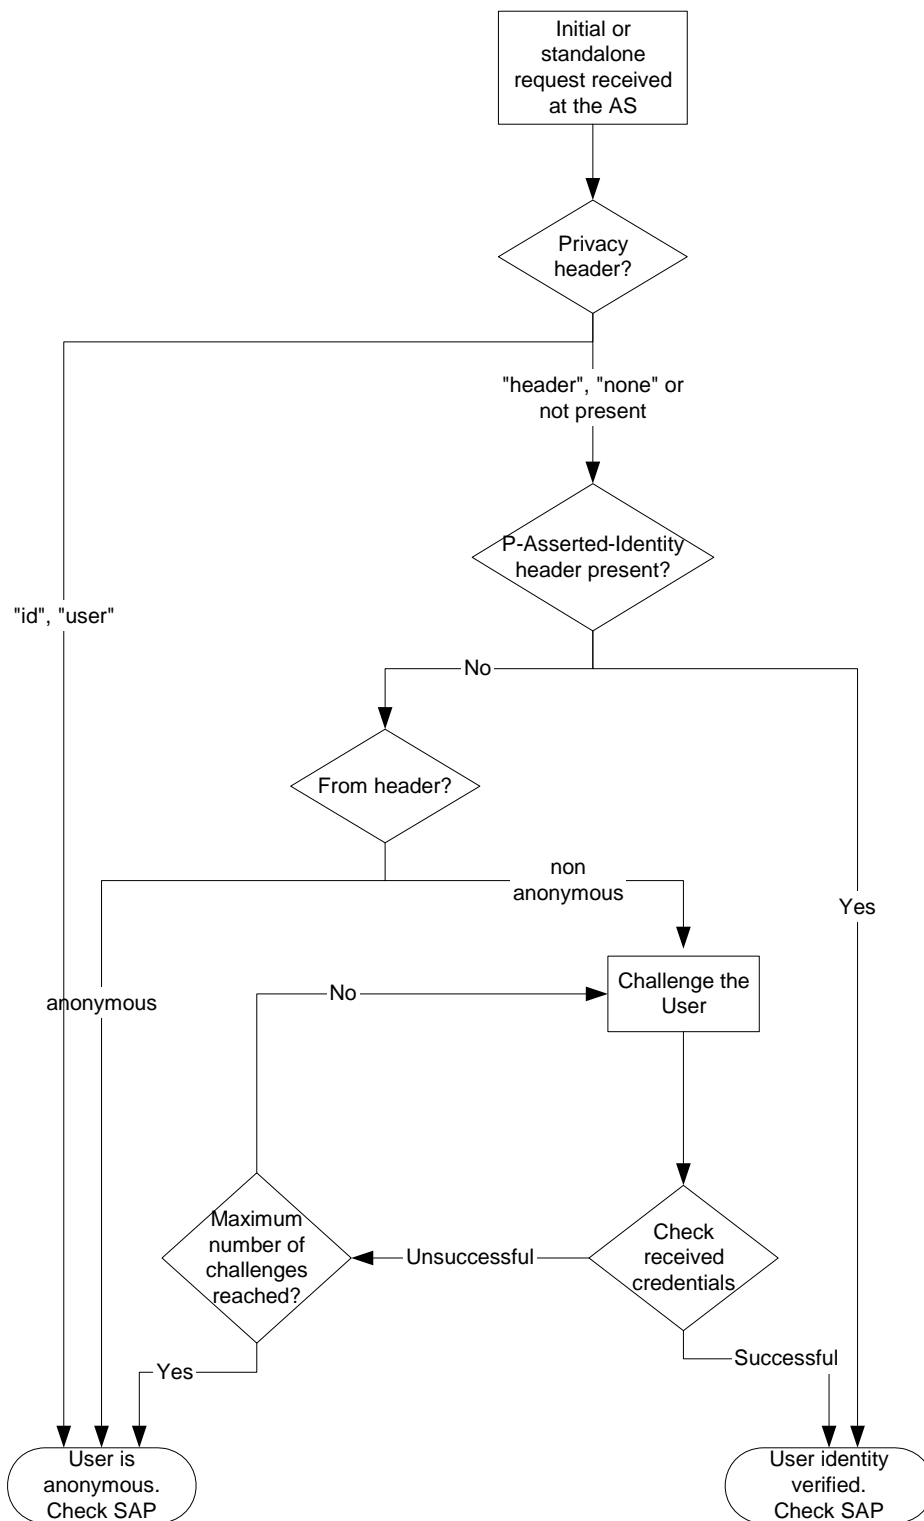 Initial or
standalone
request received
at the AS
Privacy
header?
"header", "none" or
not present
P-Asserted-Identity
header present?
"id", "user"
No
From header?
non
anonymous
Yes
Challenge the
User
No
anonymous
Maximum
number of
challenges
reached?
Unsuccessful
Check
received
credentials
Successful
Yes
User is
anonymous.
Check SAP
User identity
verified.
Check SAP